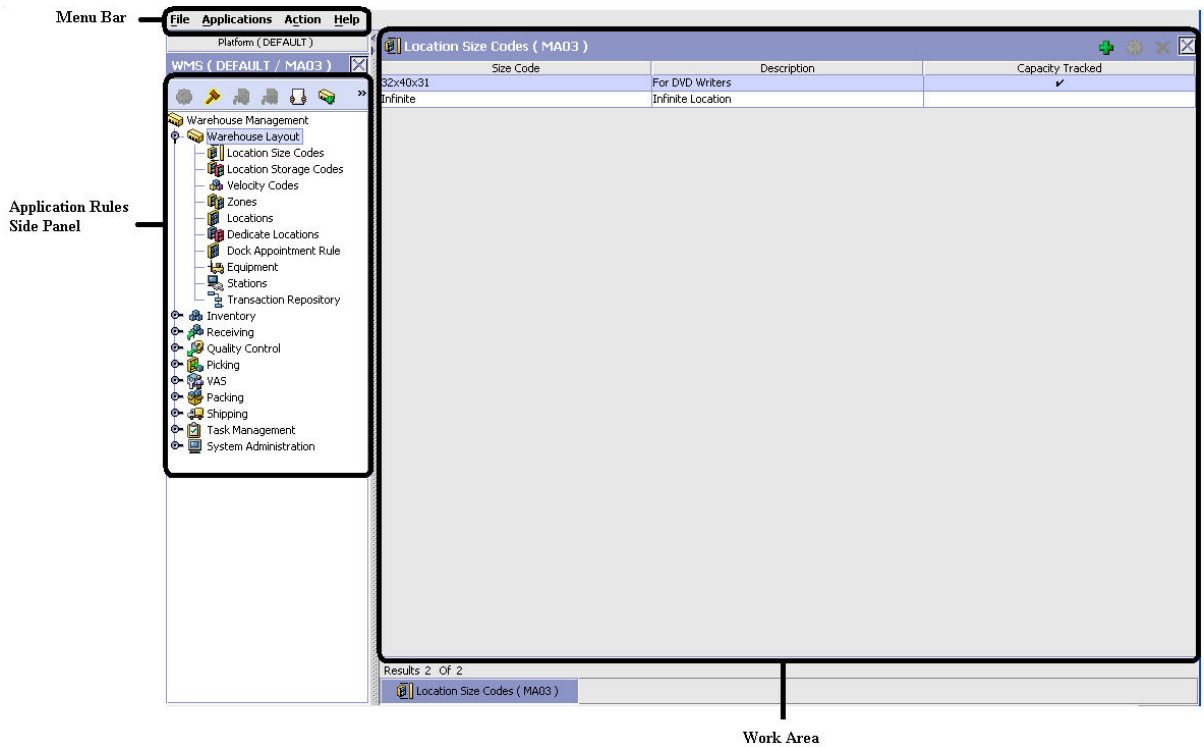 Menu Bar
File Applications Action Help
Platform ( DEFAULT )
WMS ( DEFAULT / MA03 )
»
Application Rules
Side Panel
Warehouse Management
Warehouse Layout
Location Size Codes
Location Storage Codes
Velocity Codes
Zones
Locations
Dedicate Locations
Dock Appointment Rule
Equipment
Stations
Transaction Repository
Inventory
Receiving
Quality Control
Picking
VAS
Packing
Shipping
Task Management
System Administration
Location Size Codes ( MA03 )
Size Code Description Capacity Tracked
32x40x31 For DVD Writers ✔
Infinite Infinite Location
Results 2 Of 2
Location Size Codes ( MA03 )
Work Area